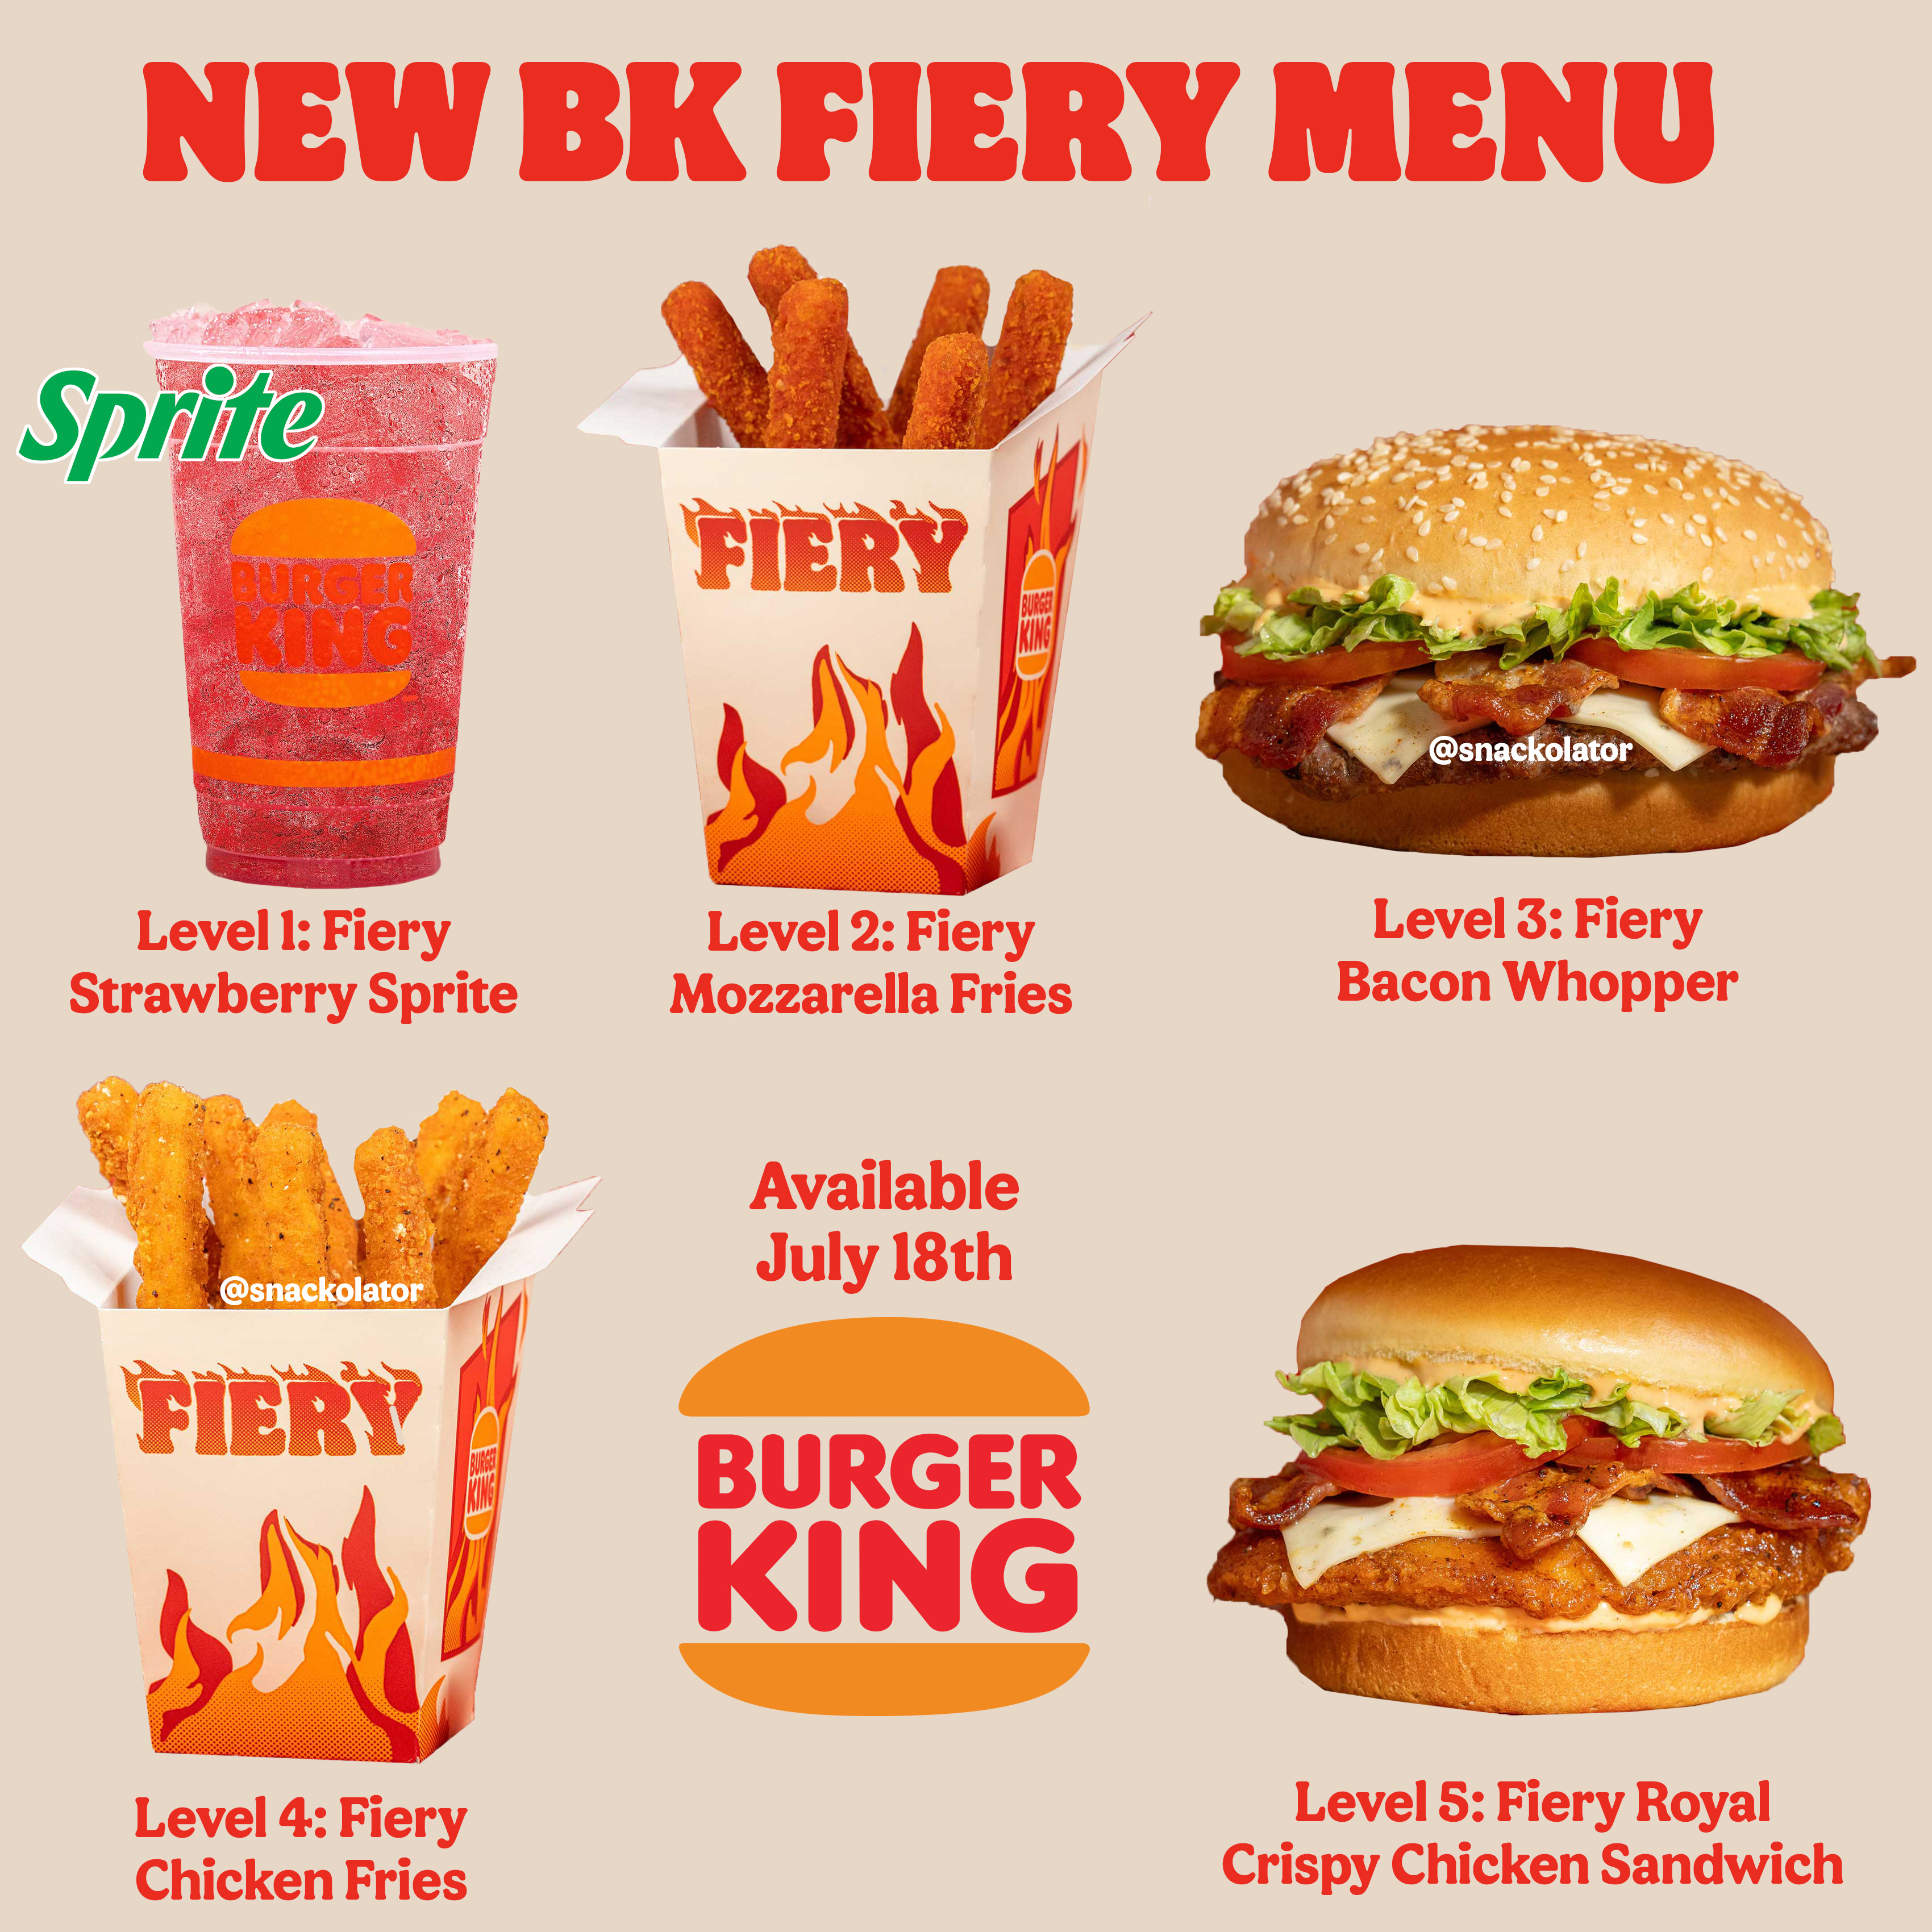 NEW BK FIERY MENU
Sprite
BURGER
KING
FIERY
BURGER
KING
@snackolator
Level 1: Fiery
Strawberry Sprite
Level 2: Fiery
Mozzarella Fries
Level 3: Fiery
Bacon Whopper
@snackolator
FIERY
BURGER
KING
Available
July 18th
BURGER
KING
Level 4: Fiery
Chicken Fries
Level 5: Fiery Royal
Crispy Chicken Sandwich